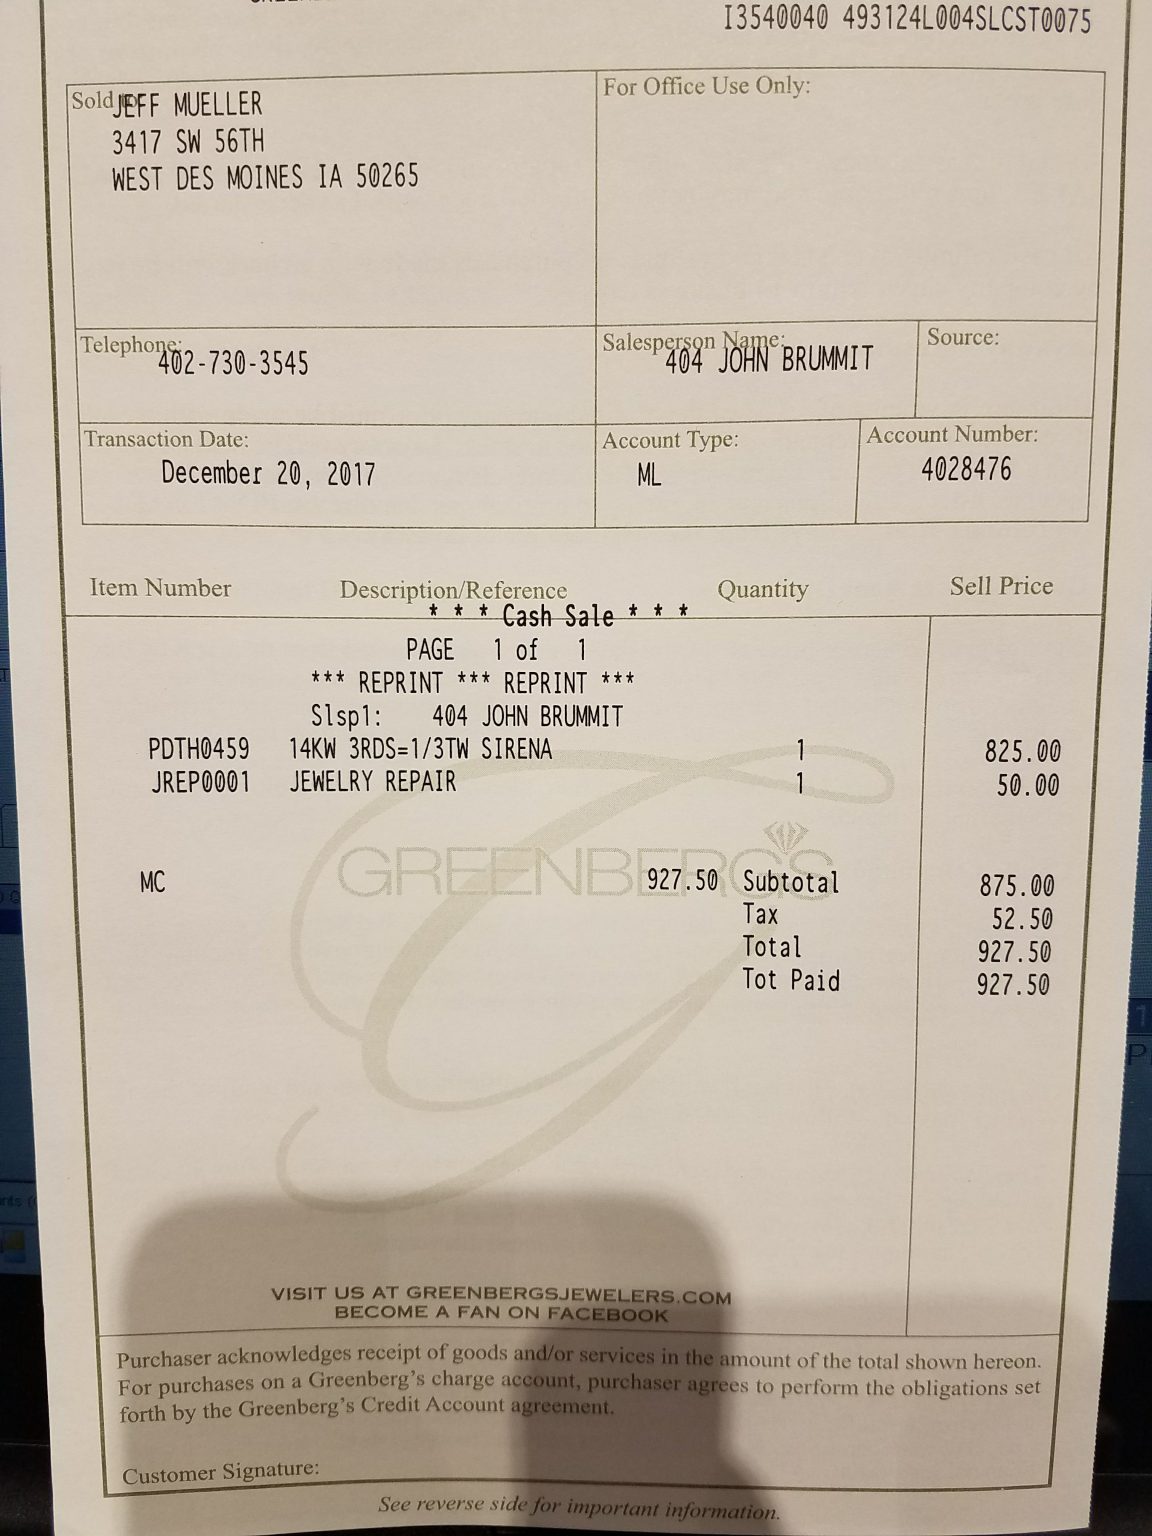 I3540040 493124L004SLCST0075
Sold to:
JEFF MUELLER
3417 SW 56TH
WEST DES MOINES IA 50265
For Office Use Only:
Telephone:
402-730-3545
Salesperson Name:
404 JOHN BRUMMIT
Source:
Transaction Date:
December 20, 2017
Account Type:
ML
Account Number:
4028476
Item Number Description/Reference Quantity Sell Price
* * * Cash Sale * * *
PAGE 1 of 1
*** REPRINT *** REPRINT ***
Slsp1: 404 JOHN BRUMMIT
PDTH0459 14KW 3RDS=1/3TW SIRENA 1 825.00
JREP0001 JEWELRY REPAIR 1 50.00
GREENBERG'S
MC 927.50 Subtotal 875.00
Tax 52.50
Total 927.50
Tot Paid 927.50
VISIT US AT GREENBERGSJEWELERS.COM
BECOME A FAN ON FACEBOOK
Purchaser acknowledges receipt of goods and/or services in the amount of the total shown hereon.
For purchases on a Greenberg's charge account, purchaser agrees to perform the obligations set
forth by the Greenberg's Credit Account agreement.
Customer Signature:
See reverse side for important information.